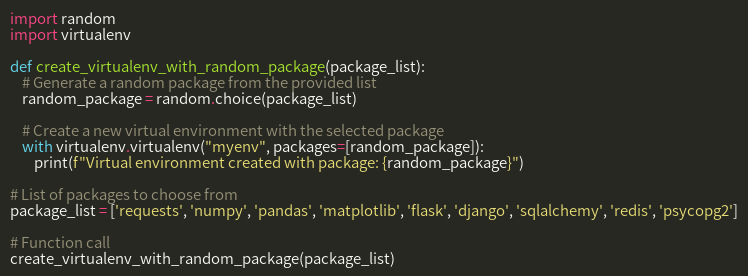 import random
import virtualenv
def create_virtualenv_with_random_package(package_list):
# Generate a random package from the provided list
random_package = random.choice(package_list)
# Create a new virtual environment with the selected package
with virtualenv.virtualenv("myenv", packages=[random_package]):
print(f"Virtual environment created with package: {random_package}")
# List of packages to choose from
package_list = ['requests', 'numpy', 'pandas', 'matplotlib', 'flask', 'django', 'sqlalchemy', 'redis', 'psycopg2']
# Function call
create_virtualenv_with_random_package(package_list)